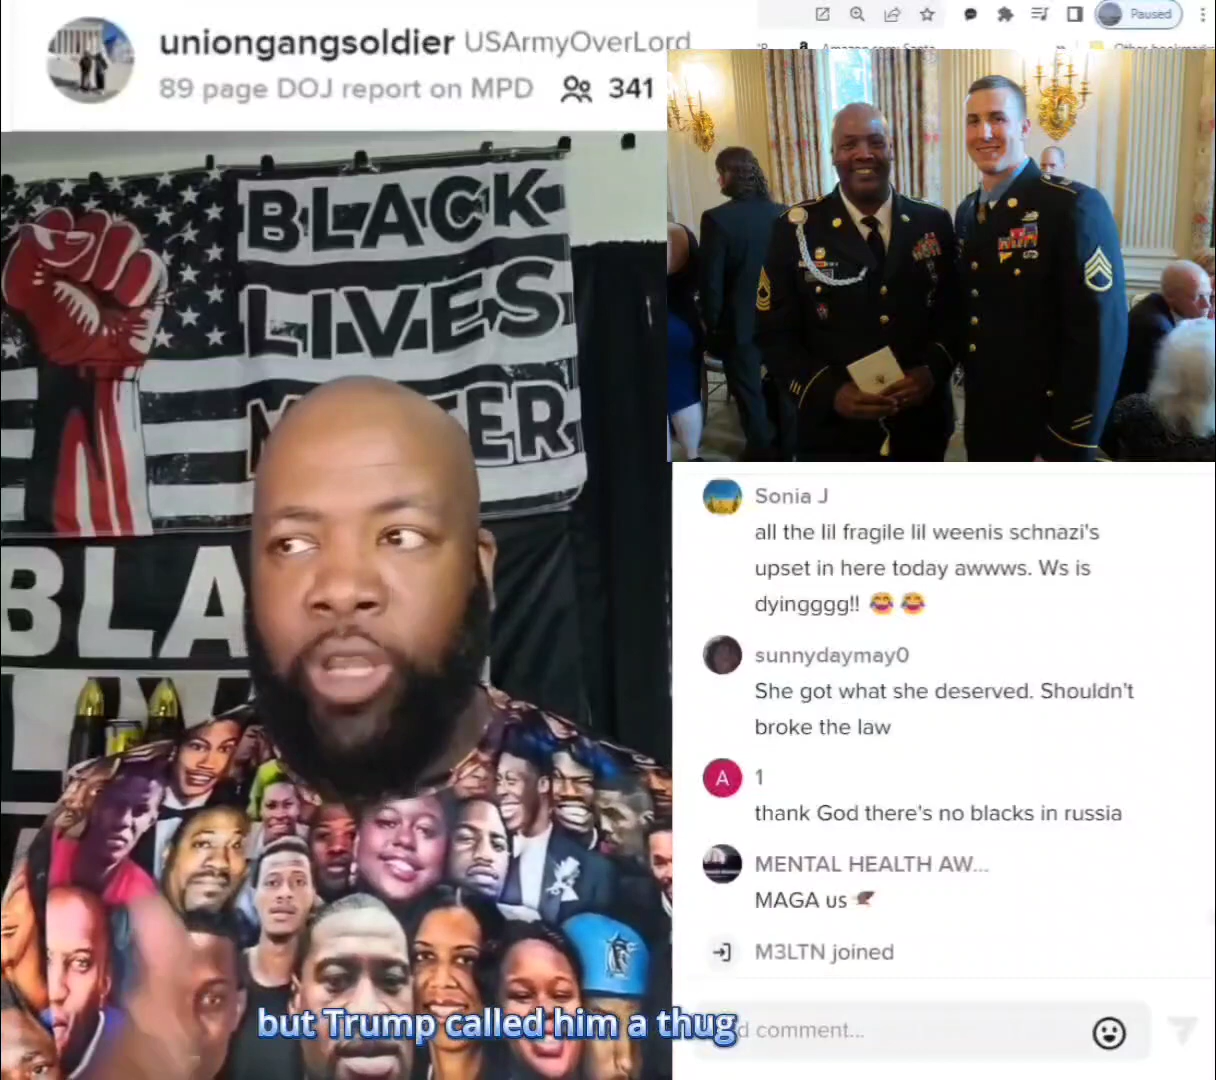 uniongangsoldier USArmyOverLord
89 page DOJ report on MPD 341
Paused
BLACK
LIVES
BLA
Sonia J
all the lil fragile lil weenis schnazi's
upset in here today awwws. Ws is
dyingggg!! 😂 😂
sunnydaymay0
She got what she deserved. Shouldn't
broke the law
A 1
thank God there's no blacks in russia
MENTAL HEALTH AW...
MAGA us
M3LTN joined
but Trump called him a thug
comment...